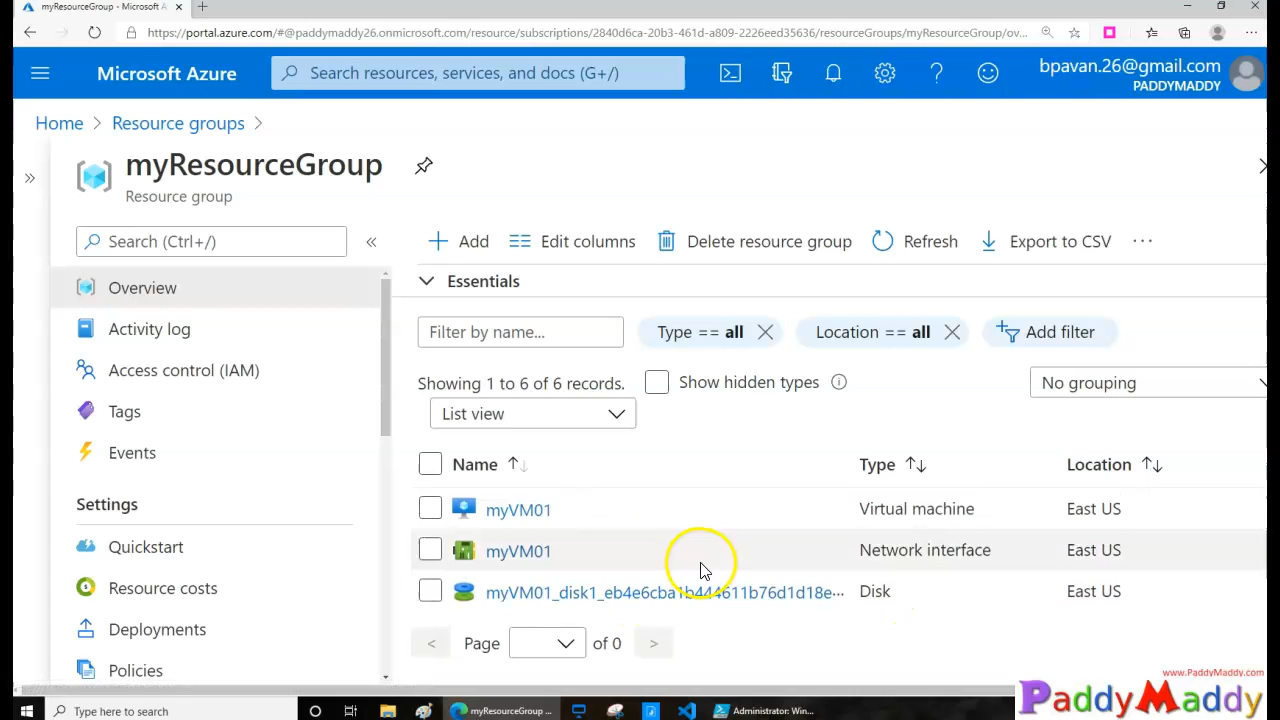 myResourceGroup - Microsoft A
https://portal.azure.com/#@paddymaddy26.onmicrosoft.com/resource/subscriptions/2840d6ca-20b3-461d-a809-2226eed35636/resourceGroups/myResourceGroup/ov...
Microsoft Azure
Search resources, services, and docs (G+/)
bpavan.26@gmail.com
PADDYMADDY
Home > Resource groups >
myResourceGroup
Resource group
Search (Ctrl+/)
Add
Edit columns
Delete resource group
Refresh
Export to CSV
Overview
Activity log
Access control (IAM)
Tags
Events
Settings
Quickstart
Resource costs
Deployments
Policies
Essentials
Filter by name...
Type == all
Location == all
Add filter
Showing 1 to 6 of 6 records.
Show hidden types
No grouping
List view
Name
Type
Location
myVM01
Virtual machine
East US
myVM01
Network interface
East US
myVM01_disk1_eb4e6cba1b444611b76d1d18e...
Disk
East US
< Page of 0 >
www.PaddyMaddy.com
PaddyMaddy
Type here to search
myResourceGroup ...
Administrator: Win...